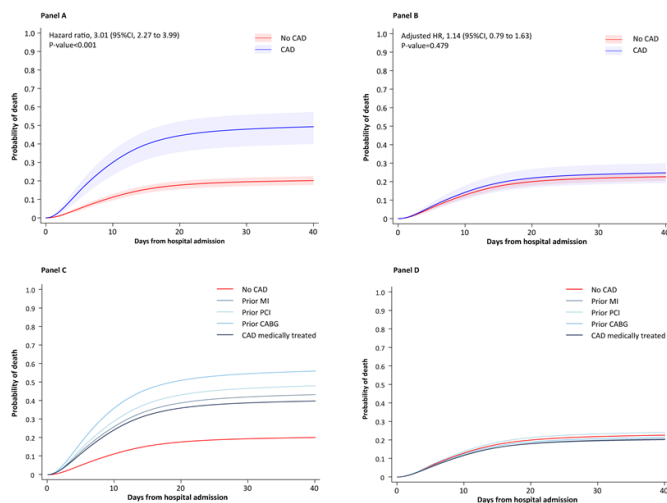 Panel A
Hazard ratio, 3.01 (95%CI, 2.27 to 3.99)
P-value<0.001
No CAD
CAD
Probability of death
1.0
0.9
0.8
0.7
0.6
0.5
0.4
0.3
0.2
0.1
0
0 10 20 30 40
Days from hospital admission
Panel B
Adjusted HR, 1.14 (95%CI, 0.79 to 1.63)
P-value=0.479
No CAD
CAD
Probability of death
1.0
0.9
0.8
0.7
0.6
0.5
0.4
0.3
0.2
0.1
0
0 10 20 30 40
Days from hospital admission
Panel C
No CAD
Prior MI
Prior PCI
Prior CABG
CAD medically treated
Probability of death
1.0
0.9
0.8
0.7
0.6
0.5
0.4
0.3
0.2
0.1
0
0 10 20 30 40
Days from hospital admission
Panel D
No CAD
Prior MI
Prior PCI
Prior CABG
CAD medically treated
Probability of death
1.0
0.9
0.8
0.7
0.6
0.5
0.4
0.3
0.2
0.1
0
0 10 20 30 40
Days from hospital admission